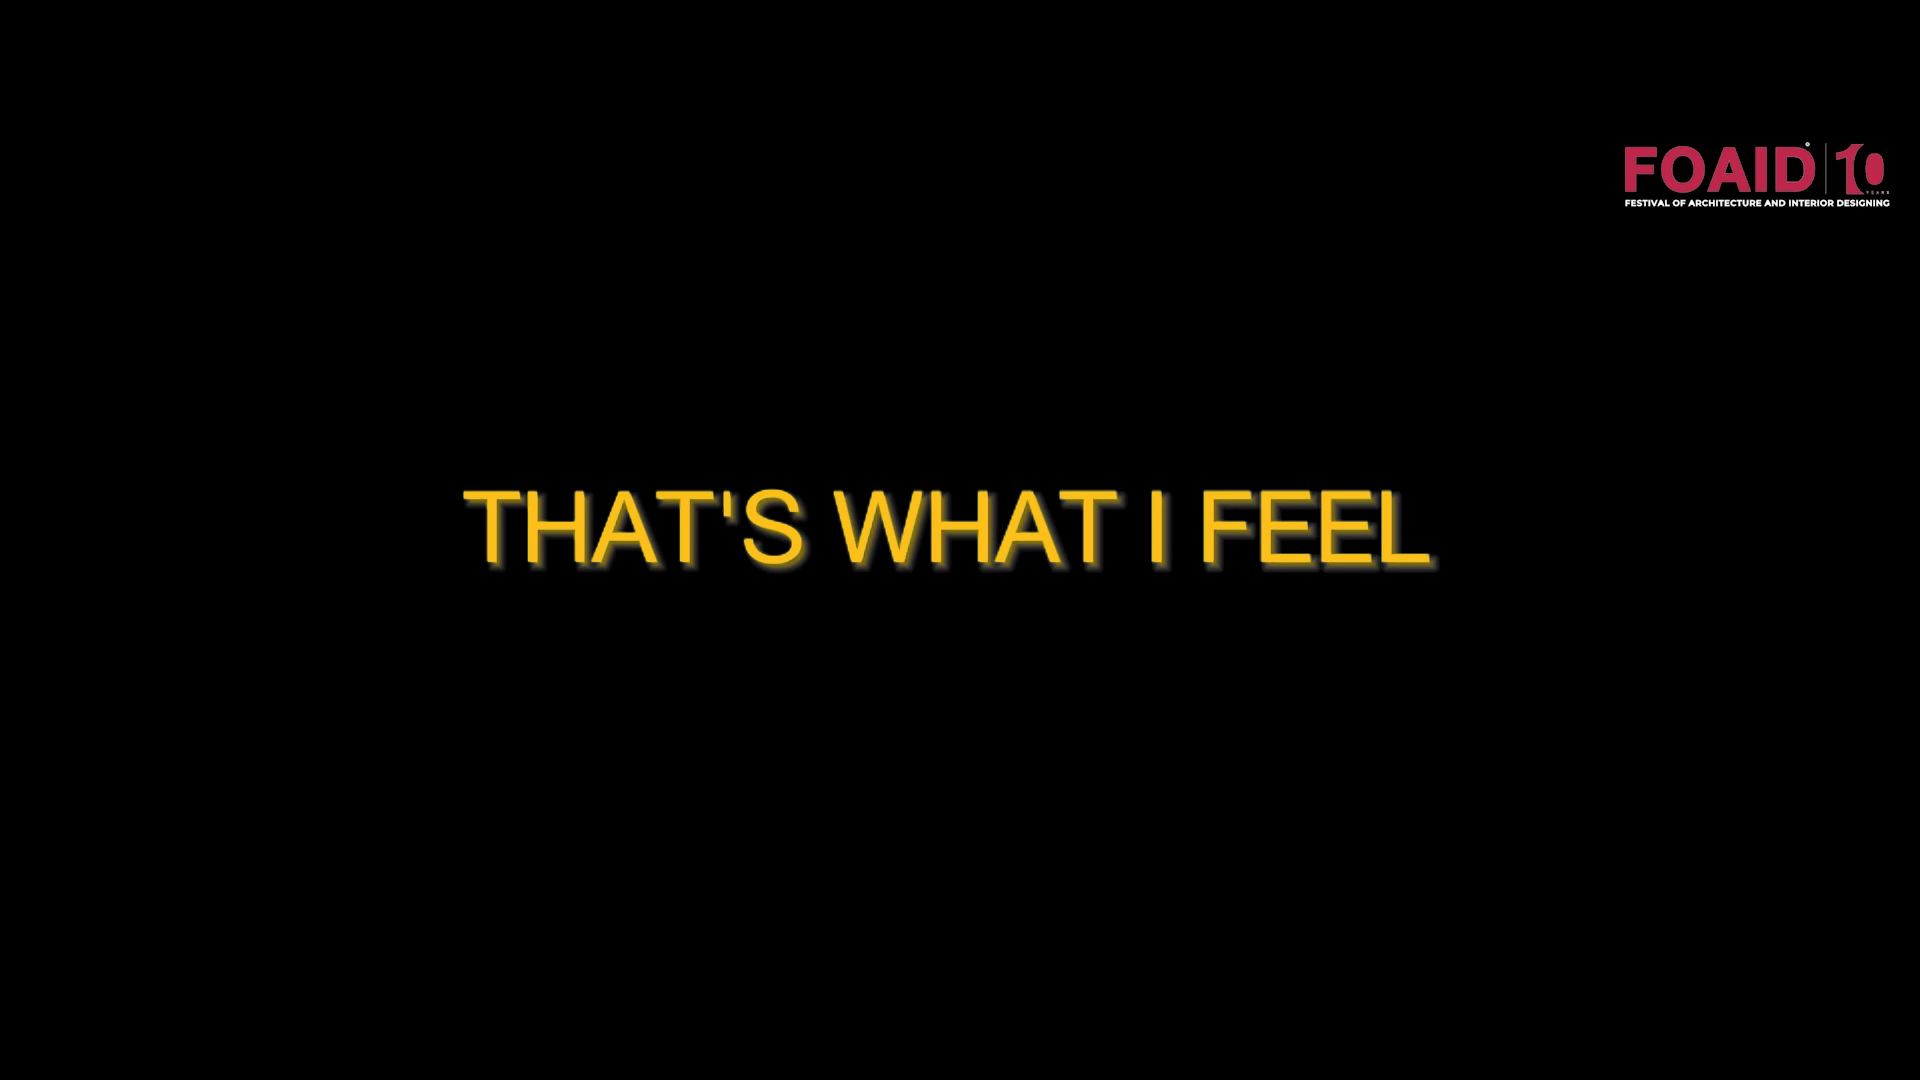 FOAID 10
YEARS
FESTIVAL OF ARCHITECTURE AND INTERIOR DESIGNING
THAT'S WHAT I FEEL